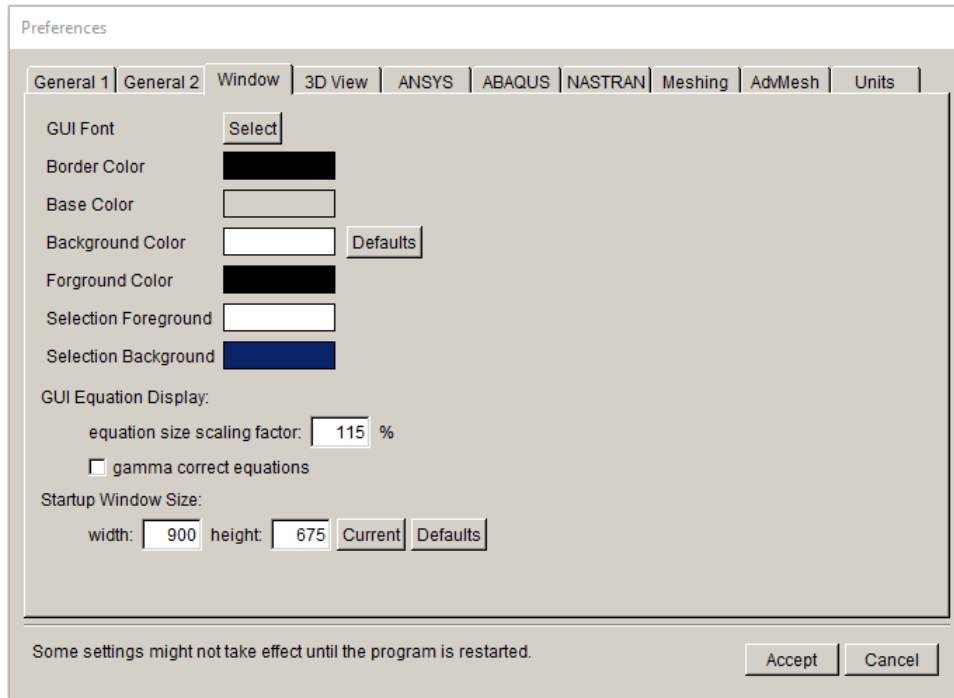 Preferences
General 1 General 2 Window 3D View ANSYS ABAQUS NASTRAN Meshing AdvMesh Units
GUI Font Select
Border Color
Base Color
Background Color Defaults
Forground Color
Selection Foreground
Selection Background
GUI Equation Display:
equation size scaling factor: 115 %
gamma correct equations
Startup Window Size:
width: 900 height: 675 Current Defaults
Some settings might not take effect until the program is restarted.
Accept Cancel